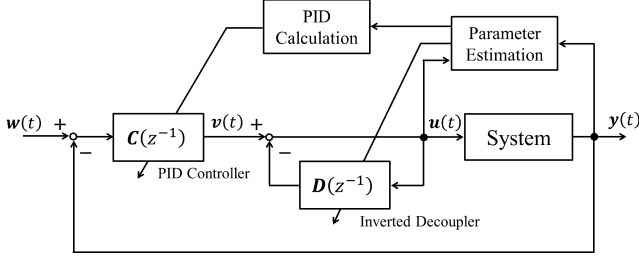 PID
Calculation
Parameter
Estimation
w(t) + −
C(z⁻¹)
v(t) + −
u(t)
System
y(t)
PID Controller
D(z⁻¹)
Inverted Decoupler